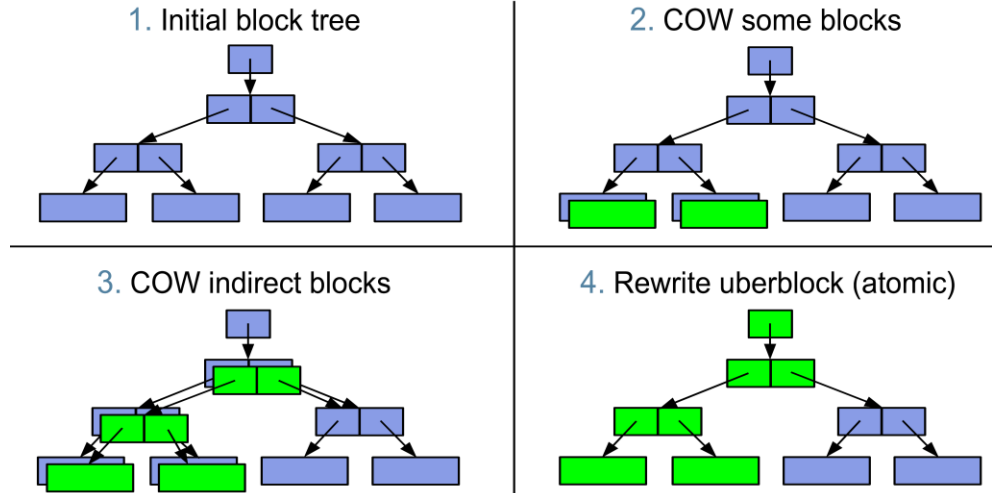 1. Initial block tree
2. COW some blocks
3. COW indirect blocks
4. Rewrite uberblock (atomic)